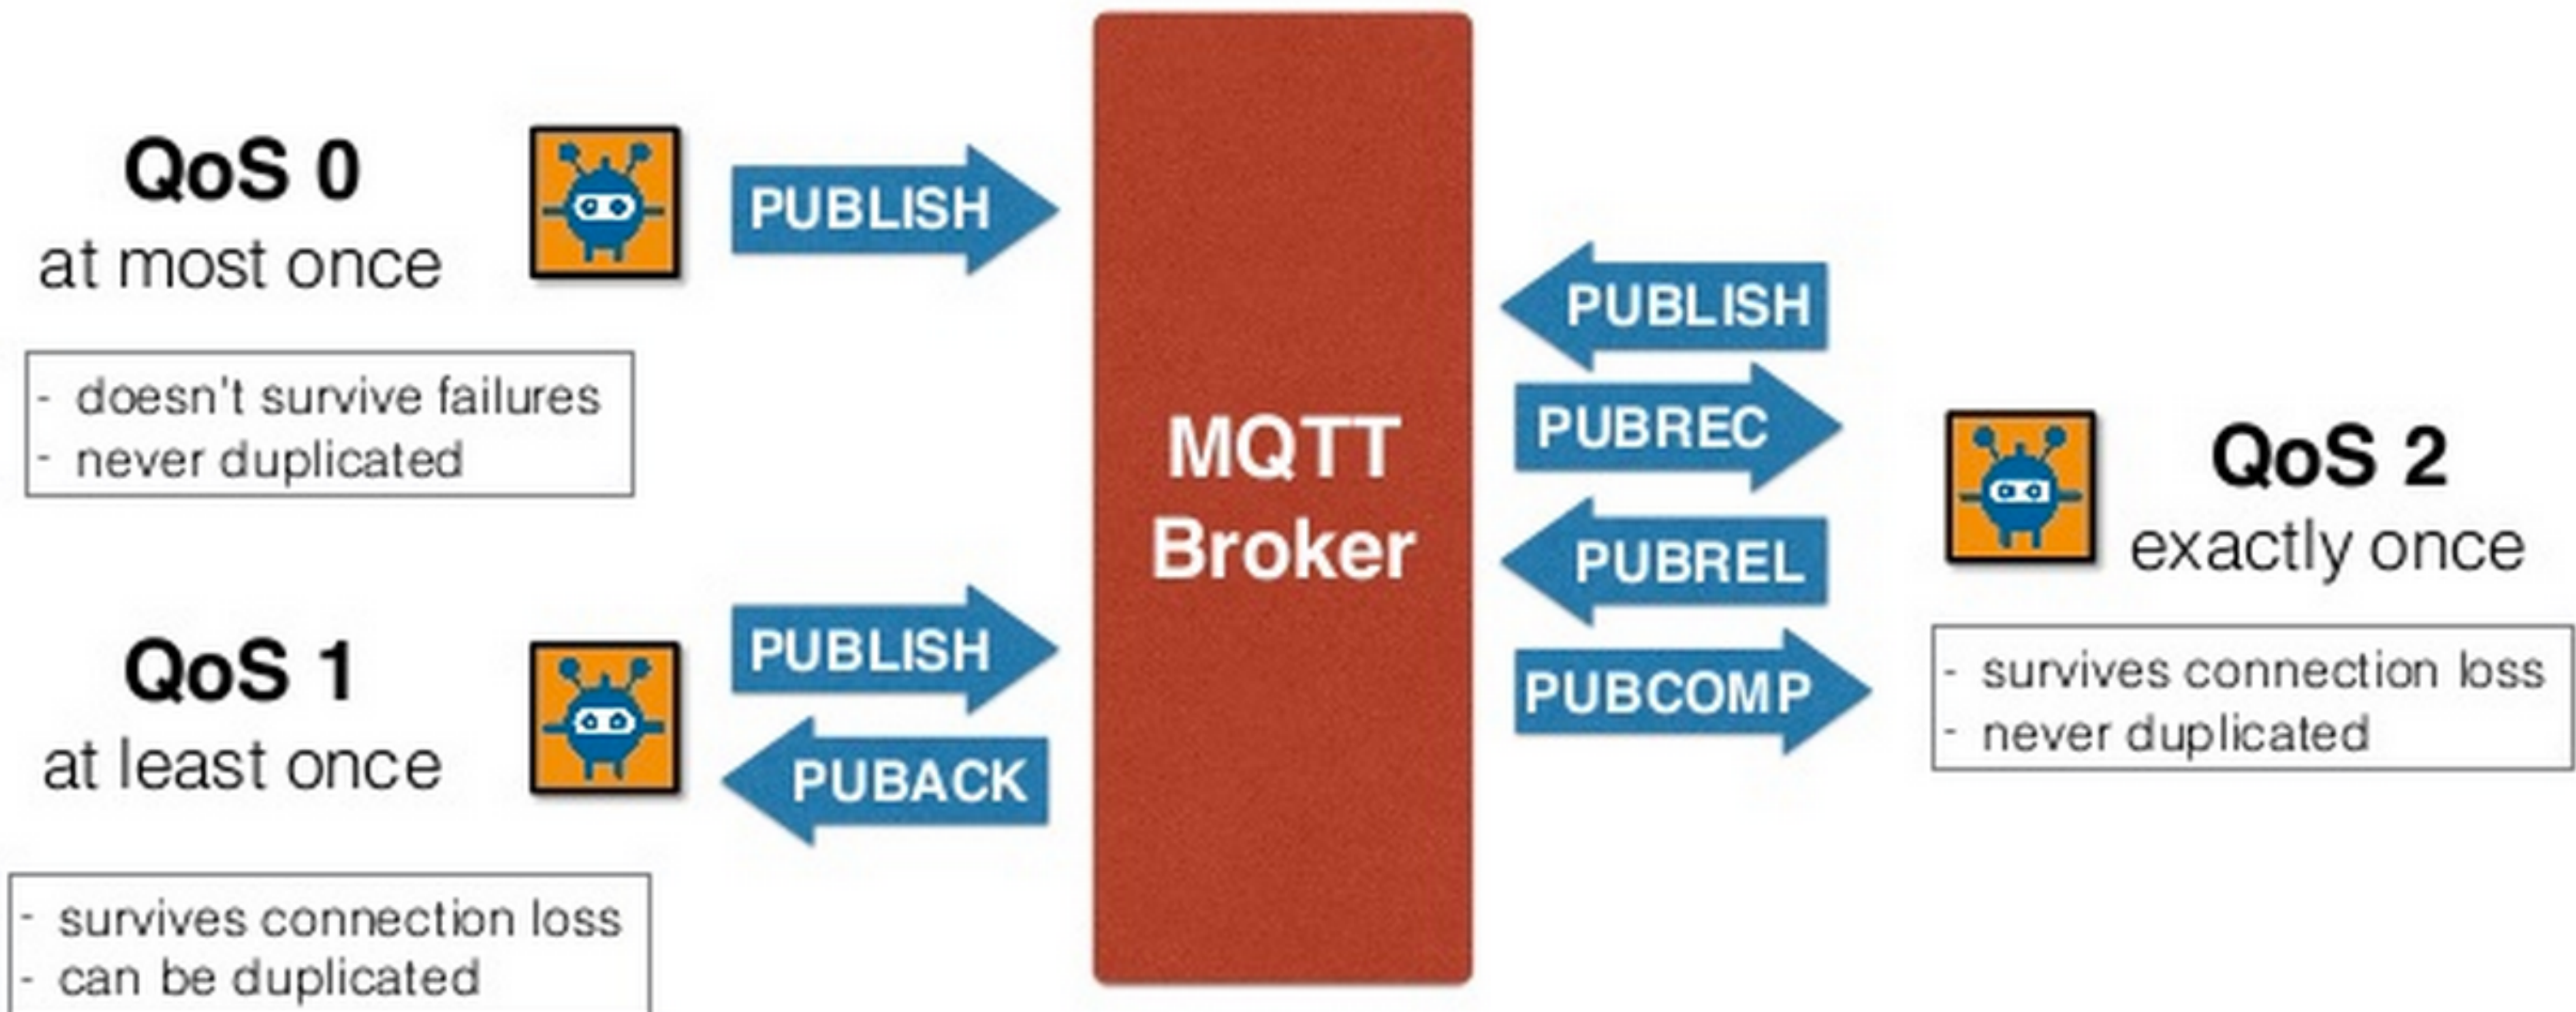 QoS 0
at most once
PUBLISH
- doesn't survive failures
- never duplicated
QoS 1
at least once
PUBLISH
PUBACK
- survives connection loss
- can be duplicated
MQTT
Broker
PUBLISH
PUBREC
PUBREL
PUBCOMP
QoS 2
exactly once
- survives connection loss
- never duplicated